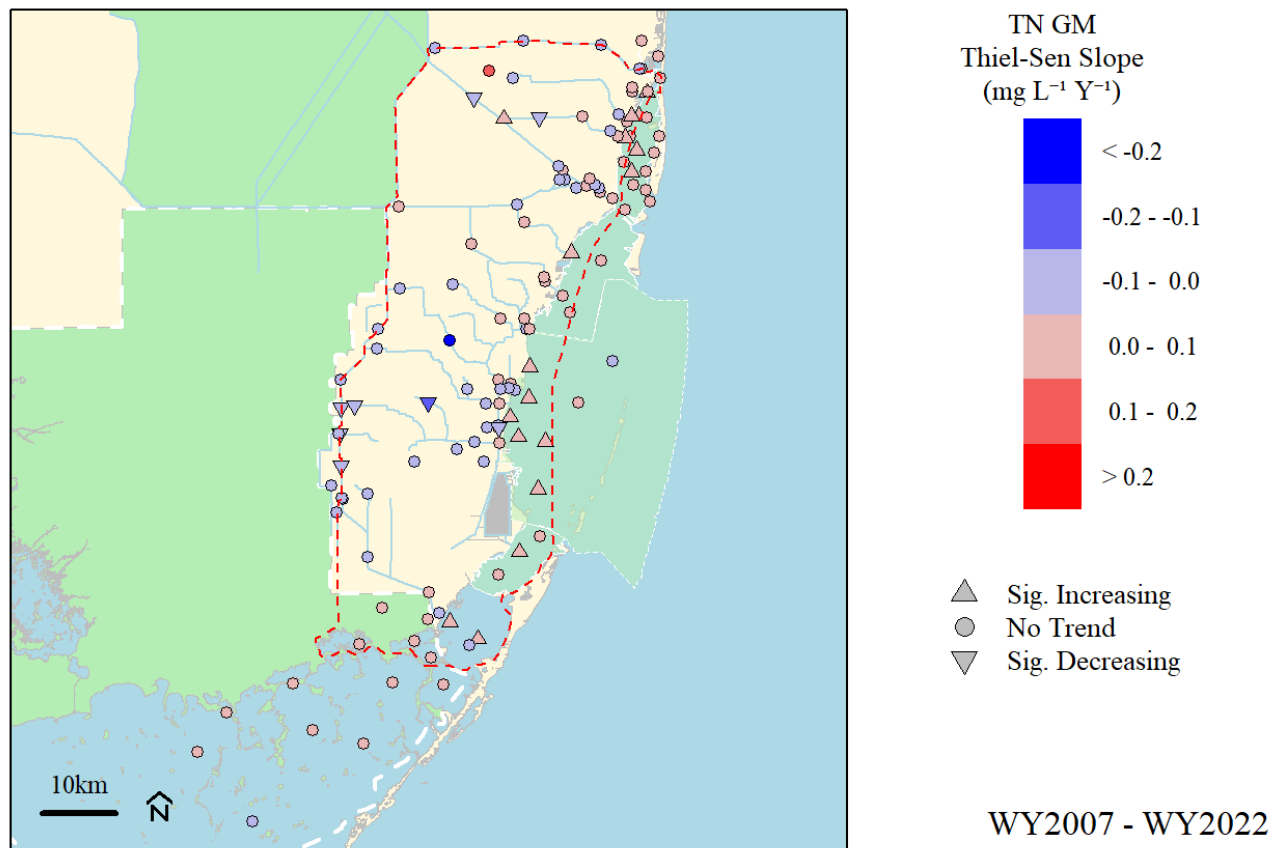 TN GM
Thiel-Sen Slope
(mg L⁻¹ Y⁻¹)
< -0.2
-0.2 - -0.1
-0.1 - 0.0
0.0 - 0.1
0.1 - 0.2
> 0.2
Sig. Increasing
No Trend
Sig. Decreasing
10km
N
WY2007 - WY2022